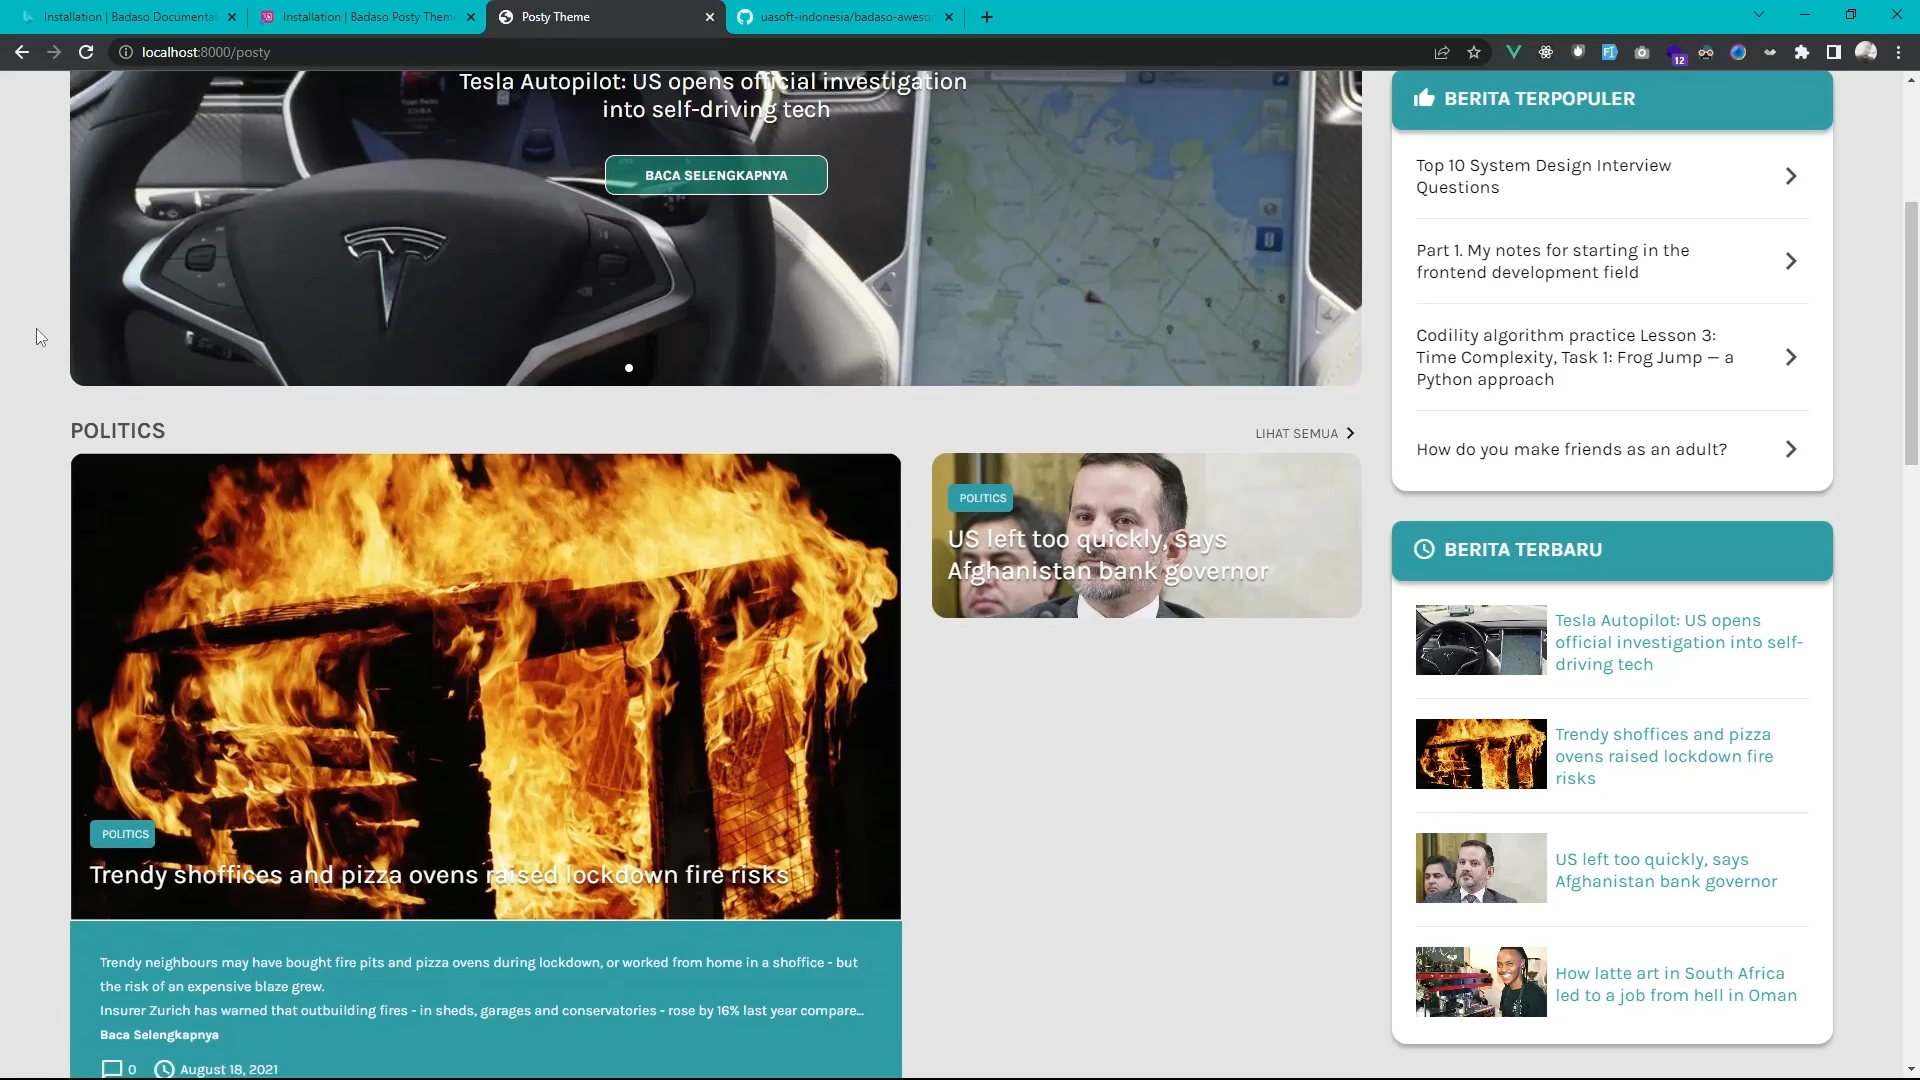 Installation | Badaso Documentat
Installation | Badaso Posty Theme
Posty Theme
uasoft-indonesia/badaso-aweso
localhost:8000/posty
12
Tesla Autopilot: US opens official investigation
into self-driving tech
BACA SELENGKAPNYA
POLITICS
LIHAT SEMUA
POLITICS
Trendy shoffices and pizza ovens raised lockdown fire risks
Trendy neighbours may have bought fire pits and pizza ovens during lockdown, or worked from home in a shoffice - but
the risk of an expensive blaze grew.
Insurer Zurich has warned that outbuilding fires - in sheds, garages and conservatories - rose by 16% last year compare...
Baca Selengkapnya
0
August 18, 2021
POLITICS
US left too quickly, says
Afghanistan bank governor
BERITA TERPOPULER
Top 10 System Design Interview
Questions
Part 1. My notes for starting in the
frontend development field
Codility algorithm practice Lesson 3:
Time Complexity, Task 1: Frog Jump — a
Python approach
How do you make friends as an adult?
BERITA TERBARU
Tesla Autopilot: US opens
official investigation into self-
driving tech
Trendy shoffices and pizza
ovens raised lockdown fire
risks
US left too quickly, says
Afghanistan bank governor
How latte art in South Africa
led to a job from hell in Oman